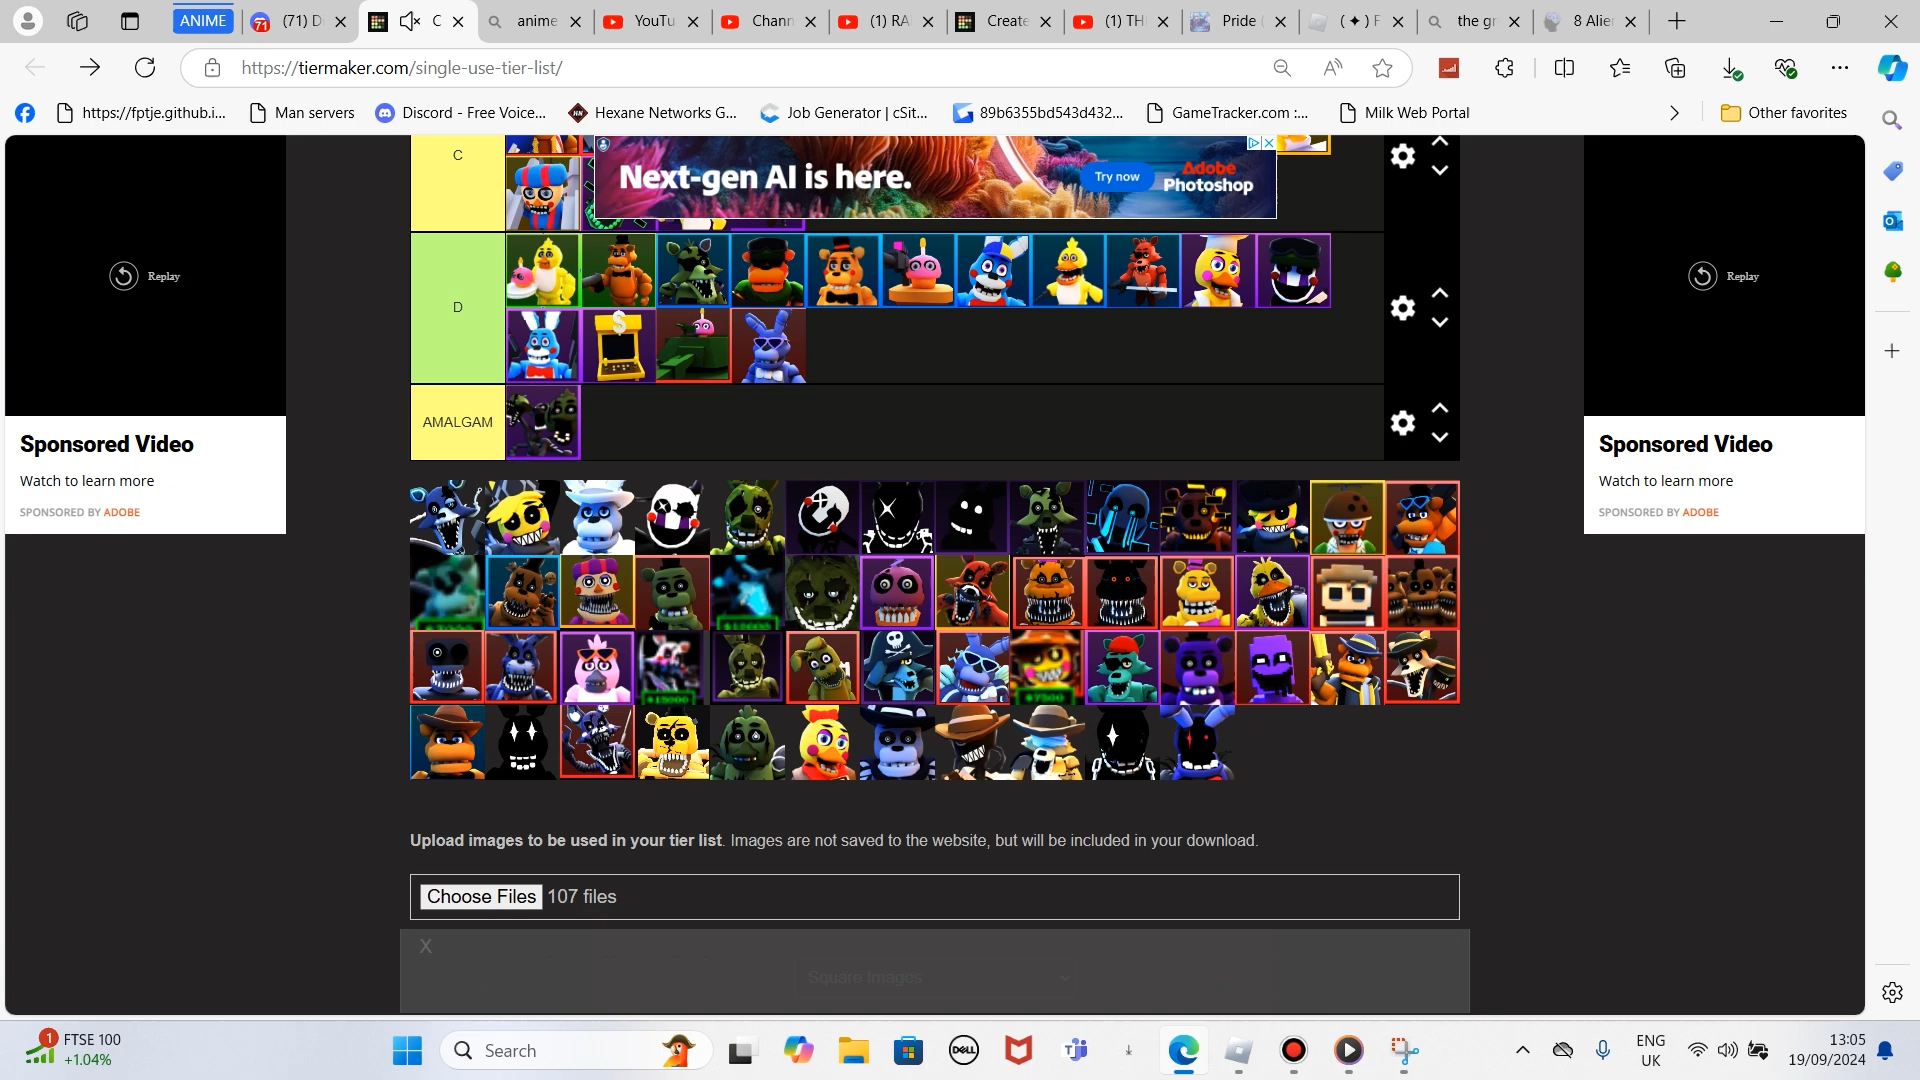 ANIME
71
(71) D
C
anime
YouTu
Chann
(1) RA
Create
(1) TH
Pride
( ✦ ) F
the gr
8 Alie
https://tiermaker.com/single-use-tier-list/
https://fptje.github.i...
Man servers
Discord - Free Voice...
Hexane Networks G...
Job Generator | cSit...
89b6355bd543d432...
GameTracker.com :...
Milk Web Portal
Other favorites
Replay
Sponsored Video
Watch to learn more
SPONSORED BY ADOBE
C
Next-gen AI is here.
Try now
Adobe
Photoshop
D
AMALGAM
Replay
Sponsored Video
Watch to learn more
SPONSORED BY ADOBE
$15000
$7500
Upload images to be used in your tier list. Images are not saved to the website, but will be included in your download.
Choose Files 107 files
X
Square Images
1
FTSE 100
+1.04%
Search
DELL
ENG
UK
13:05
19/09/2024